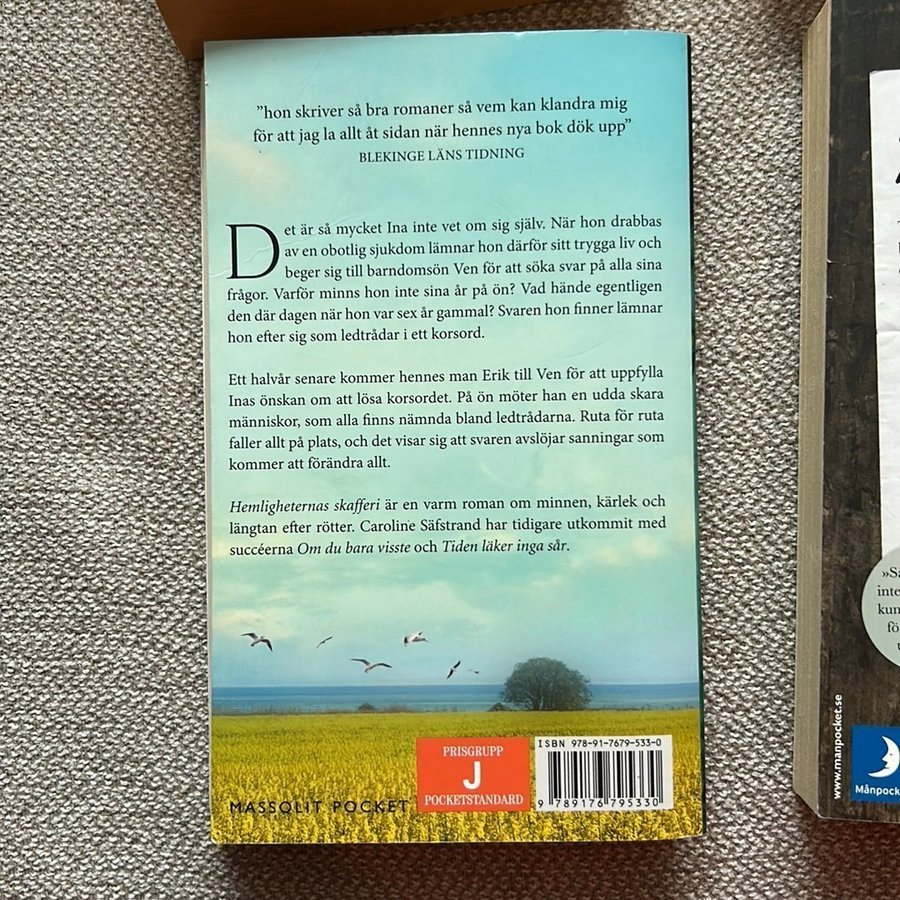 ”hon skriver så bra romaner så vem kan klandra mig
för att jag la allt åt sidan när hennes nya bok dök upp”
BLEKINGE LÄNS TIDNING
Det är så mycket Ina inte vet om sig själv. När hon drabbas
av en obotlig sjukdom lämnar hon därför sitt trygga liv och
beger sig till barndomsön Ven för att söka svar på alla sina
frågor. Varför minns hon inte sina år på ön? Vad hände egentligen
den där dagen när hon var sex år gammal? Svaren hon finner lämnar
hon efter sig som ledtrådar i ett korsord.
Ett halvår senare kommer hennes man Erik till Ven för att uppfylla
Inas önskan om att lösa korsordet. På ön möter han en udda skara
människor, som alla finns nämnda bland ledtrådarna. Ruta för ruta
faller allt på plats, och det visar sig att svaren avslöjar sanningar som
kommer att förändra allt.
Hemligheternas skafferi är en varm roman om minnen, kärlek och
längtan efter rötter. Caroline Säfstrand har tidigare utkommit med
succéerna Om du bara visste och Tiden läker inga sår.
MASSOLIT POCKET
PRISGRUPP
J
POCKETSTANDARD
ISBN 978-91-7679-533-0
9 789176 795330
www.manpocket.se
Månpock
»Sä
inte
kun
fö